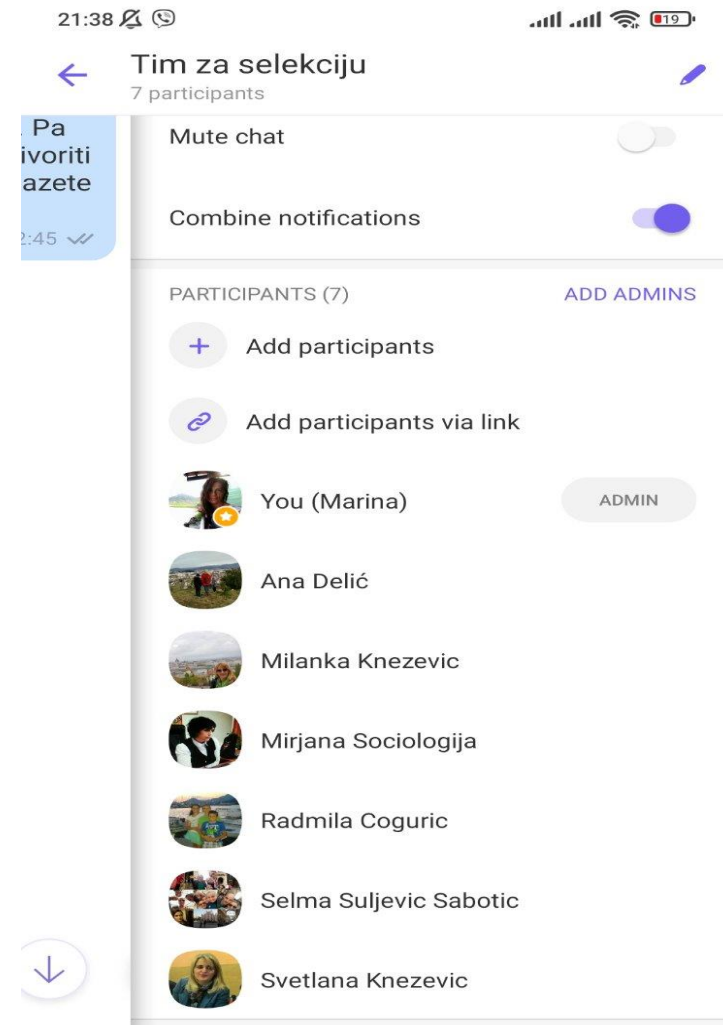 21:38
19
Tim za selekciju
7 participants
Pa
ivoriti
azete
2:45
Mute chat
Combine notifications
PARTICIPANTS (7)
ADD ADMINS
Add participants
Add participants via link
You (Marina)
ADMIN
Ana Delić
Milanka Knezevic
Mirjana Sociologija
Radmila Coguric
Selma Suljevic Sabotic
Svetlana Knezevic